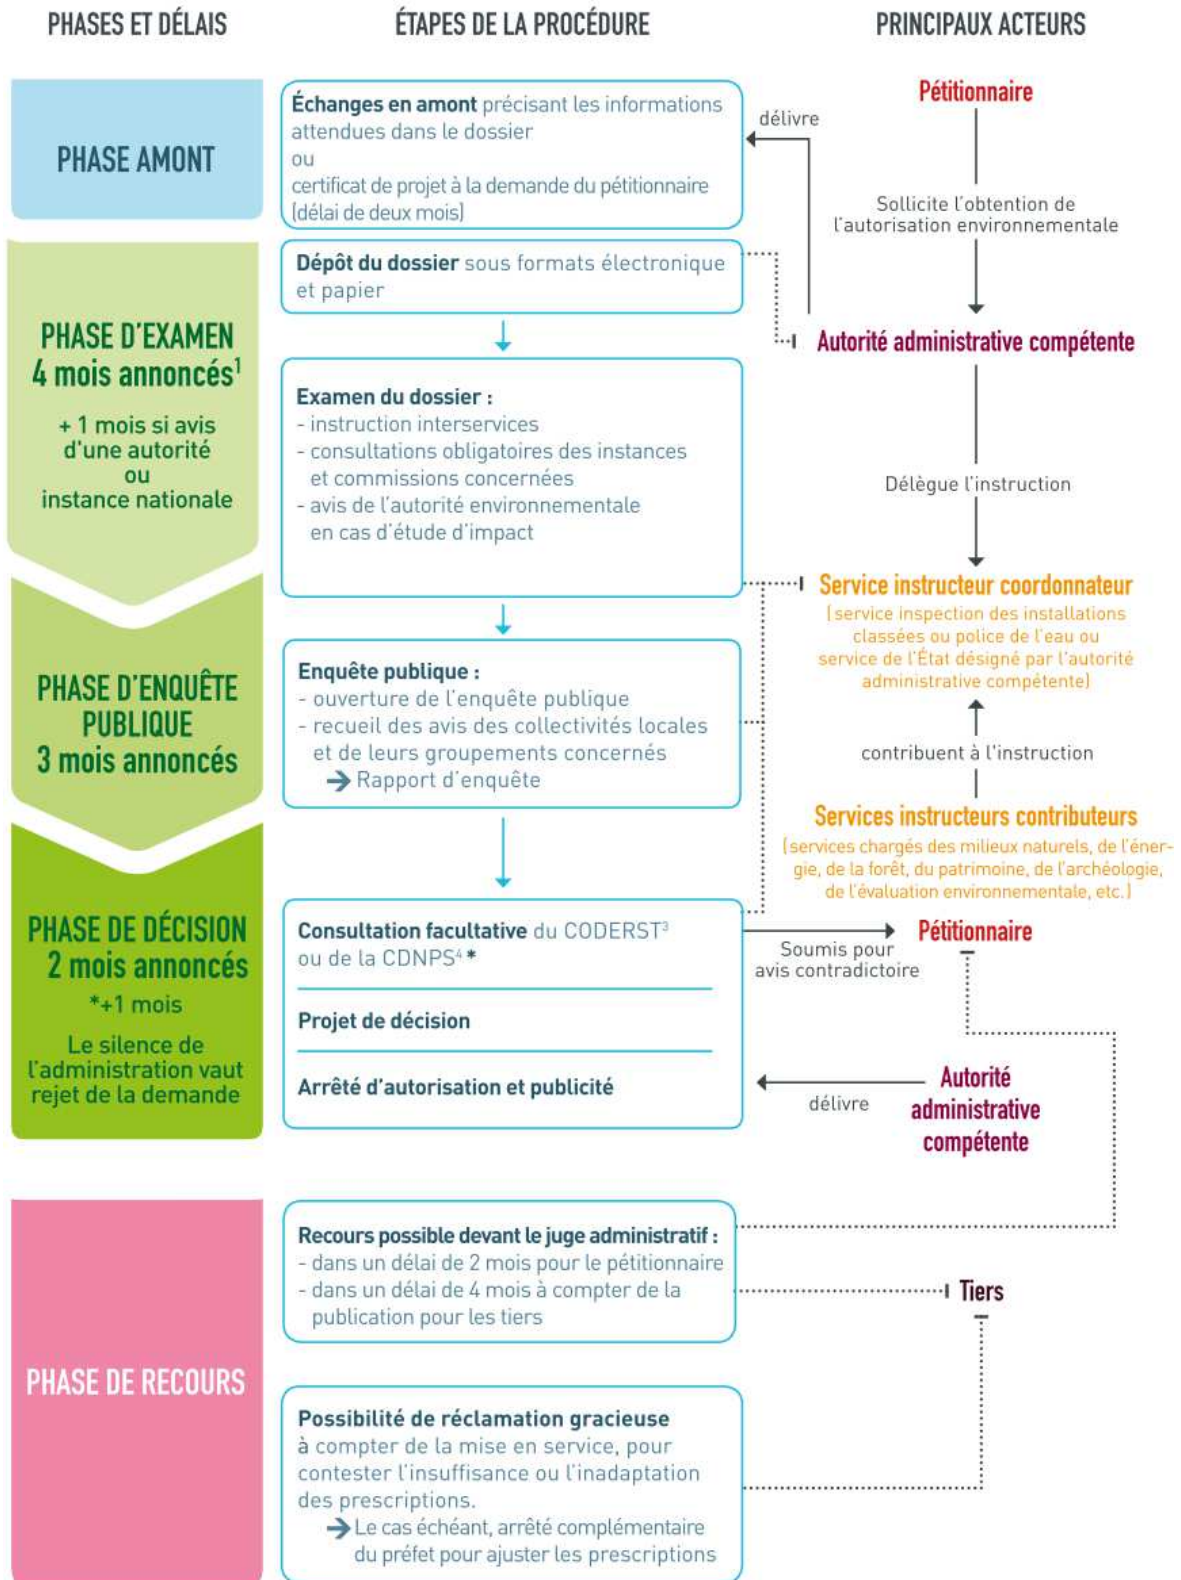 PHASES ET DÉLAIS
ÉTAPES DE LA PROCÉDURE
PRINCIPAUX ACTEURS
PHASE AMONT
Échanges en amont précisant les informations
attendues dans le dossier
ou
certificat de projet à la demande du pétitionnaire
(délai de deux mois)
délivre
Pétitionnaire
Sollicite l'obtention de
l'autorisation environnementale
PHASE D'EXAMEN
4 mois annoncés¹
+ 1 mois si avis
d'une autorité
ou
instance nationale
Dépôt du dossier sous formats électronique
et papier
Autorité administrative compétente
Examen du dossier :
- instruction interservices
- consultations obligatoires des instances
et commissions concernées
- avis de l'autorité environnementale
en cas d'étude d'impact
Délègue l'instruction
Service instructeur coordonnateur
(service inspection des installations
classées ou police de l'eau ou
service de l'État désigné par l'autorité
administrative compétente)
PHASE D'ENQUÊTE
PUBLIQUE
3 mois annoncés
Enquête publique :
- ouverture de l'enquête publique
- recueil des avis des collectivités locales
et de leurs groupements concernés
→ Rapport d'enquête
contribuent à l'instruction
Services instructeurs contributeurs
(services chargés des milieux naturels, de l'éner-
gie, de la forêt, du patrimoine, de l'archéologie,
de l'évaluation environnementale, etc.)
PHASE DE DÉCISION
2 mois annoncés
*+1 mois
Le silence de
l'administration vaut
rejet de la demande
Consultation facultative du CODERST³
ou de la CDNPS⁴ *
Projet de décision
Arrêté d'autorisation et publicité
Soumis pour
avis contradictoire
Pétitionnaire
délivre
Autorité
administrative
compétente
PHASE DE RECOURS
Recours possible devant le juge administratif :
- dans un délai de 2 mois pour le pétitionnaire
- dans un délai de 4 mois à compter de la
publication pour les tiers
Tiers
Possibilité de réclamation gracieuse
à compter de la mise en service, pour
contester l'insuffisance ou l'inadaptation
des prescriptions.
→ Le cas échéant, arrêté complémentaire
du préfet pour ajuster les prescriptions